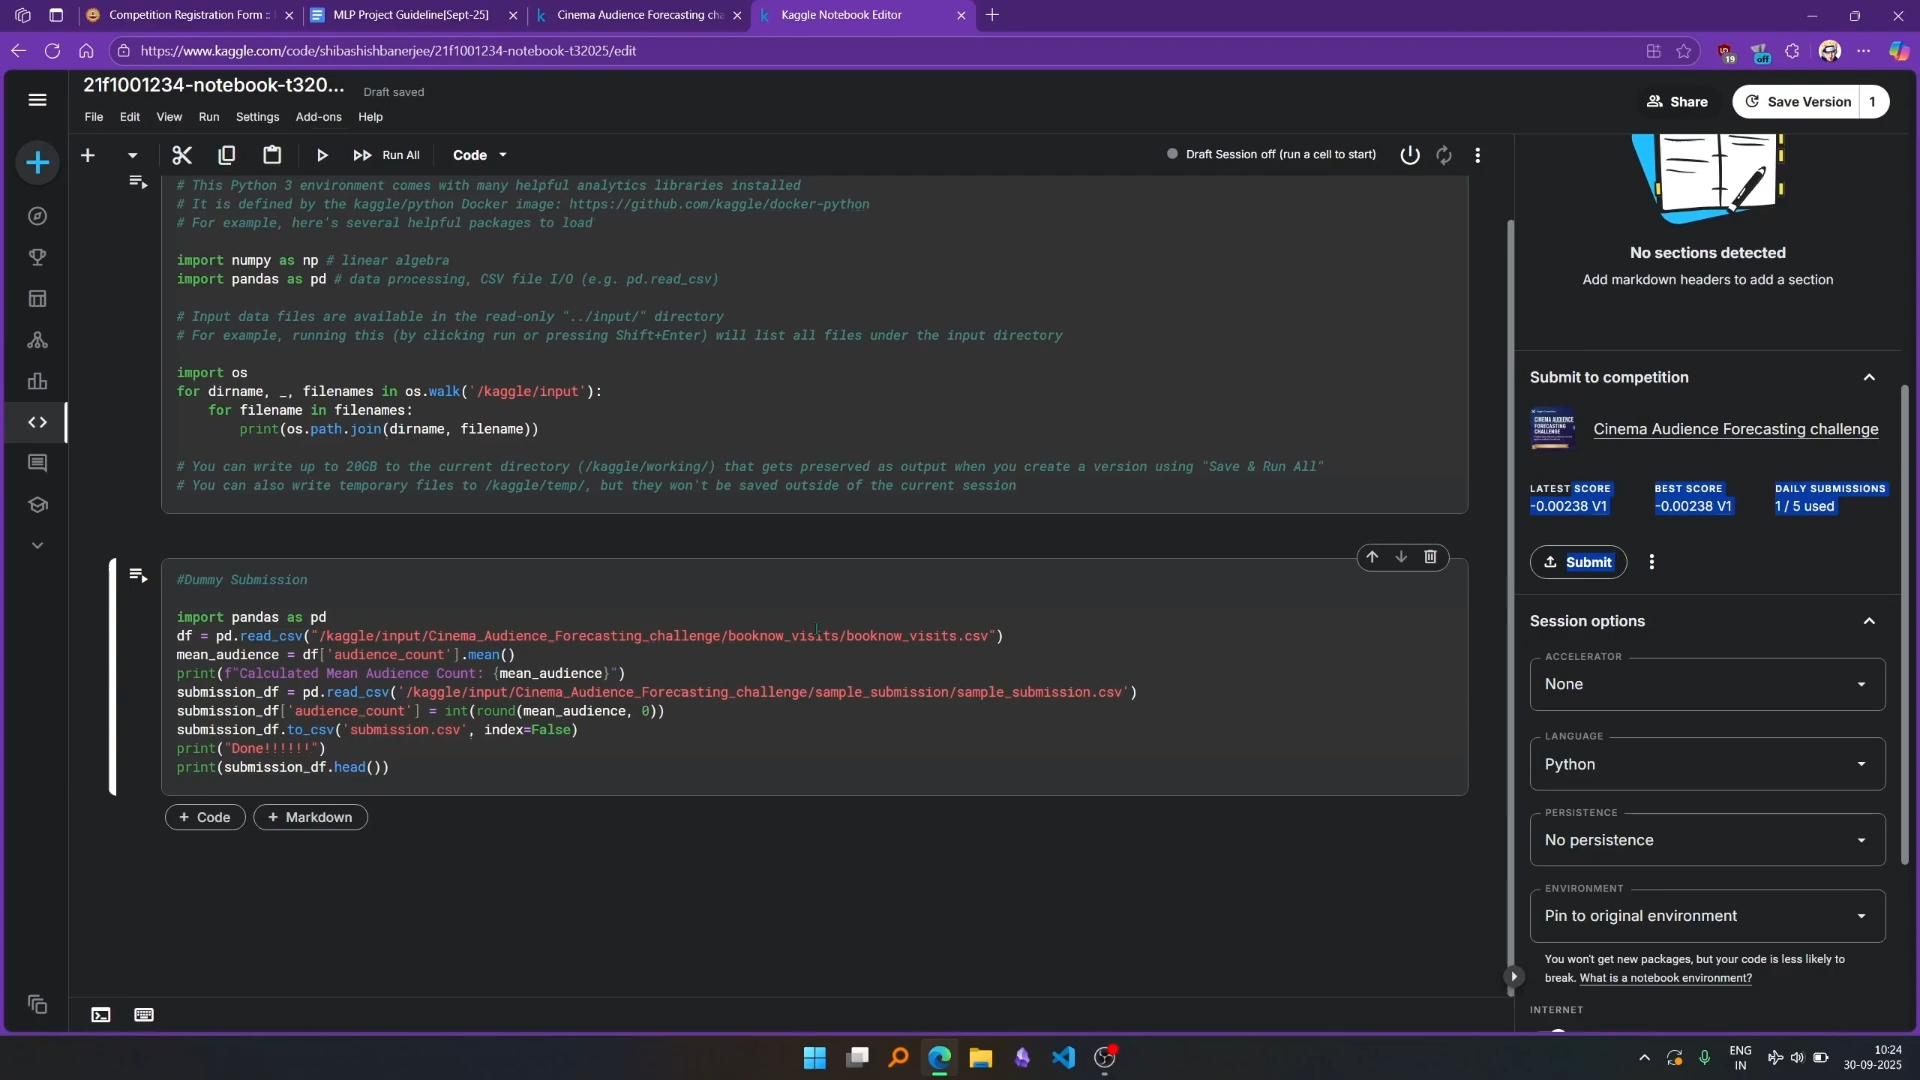 Competition Registration Form ::
MLP Project Guideline[Sept-25]
Cinema Audience Forecasting cha
Kaggle Notebook Editor
https://www.kaggle.com/code/shibashishbanerjee/21f1001234-notebook-t32025/edit
19
off
21f1001234-notebook-t320...
Draft saved
Share
Save Version
1
File Edit View Run Settings Add-ons Help
Run All
Code
Draft Session off (run a cell to start)
# This Python 3 environment comes with many helpful analytics libraries installed
# It is defined by the kaggle/python Docker image: https://github.com/kaggle/docker-python
# For example, here's several helpful packages to load
import numpy as np # linear algebra
import pandas as pd # data processing, CSV file I/O (e.g. pd.read_csv)
# Input data files are available in the read-only "../input/" directory
# For example, running this (by clicking run or pressing Shift+Enter) will list all files under the input directory
import os
for dirname, _, filenames in os.walk('/kaggle/input'):
    for filename in filenames:
        print(os.path.join(dirname, filename))
# You can write up to 20GB to the current directory (/kaggle/working/) that gets preserved as output when you create a version using "Save & Run All"
# You can also write temporary files to /kaggle/temp/, but they won't be saved outside of the current session
#Dummy Submission
import pandas as pd
df = pd.read_csv("/kaggle/input/Cinema_Audience_Forecasting_challenge/booknow_visits/booknow_visits.csv")
mean_audience = df['audience_count'].mean()
print(f"Calculated Mean Audience Count: {mean_audience}")
submission_df = pd.read_csv('/kaggle/input/Cinema_Audience_Forecasting_challenge/sample_submission/sample_submission.csv')
submission_df['audience_count'] = int(round(mean_audience, 0))
submission_df.to_csv('submission.csv', index=False)
print("Done!!!!!!")
print(submission_df.head())
+ Code
+ Markdown
No sections detected
Add markdown headers to add a section
Submit to competition
CINEMA AUDIENCE
FORECASTING
CHALLENGE
Cinema Audience Forecasting challenge
LATEST SCORE BEST SCORE DAILY SUBMISSIONS
-0.00238 V1 -0.00238 V1 1 / 5 used
Submit
Session options
ACCELERATOR
None
LANGUAGE
Python
PERSISTENCE
No persistence
ENVIRONMENT
Pin to original environment
You won't get new packages, but your code is less likely to
break. What is a notebook environment?
INTERNET
ENG
IN
10:24
30-09-2025